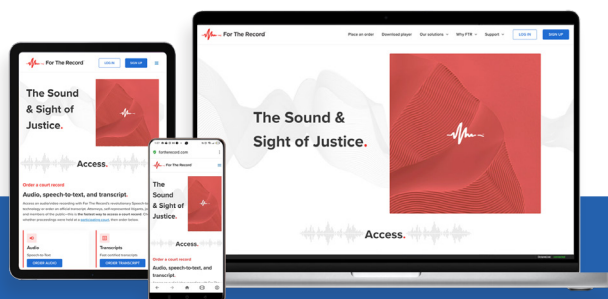 For The Record
LOG IN
SIGN UP
The Sound
& Sight of
Justice.
Access.
Order a court record
Audio, speech-to-text, and transcript.
Audio
Speech-to-Text
ORDER AUDIO
Transcripts
ORDER TRANSCRIPT
fortherecord.com
For The Record
The
Sound
& Sight of
Justice.
Access.
Order a court record
Audio, speech-to-text, and
transcript.
For The Record
Place an order
Download player
Our solutions
Why FTR
Support
LOG IN
SIGN UP
The Sound &
Sight of Justice.
Access.